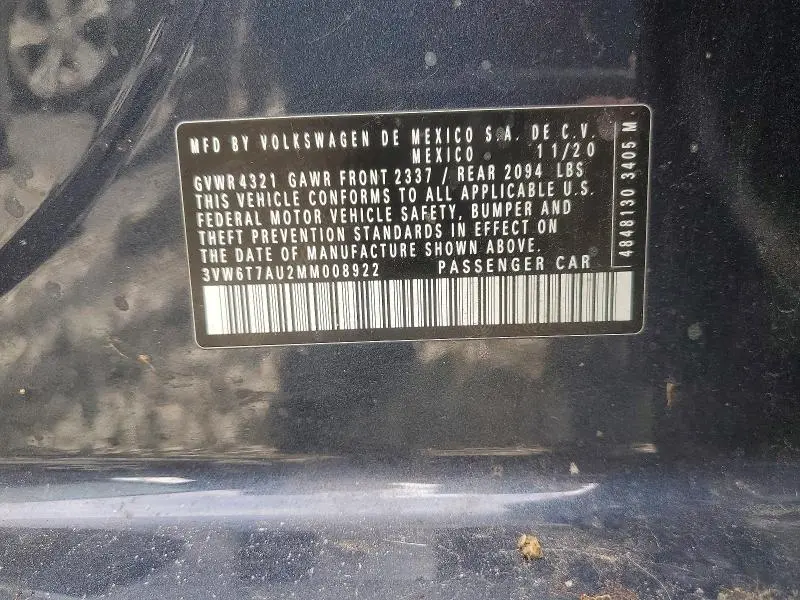 MFD BY VOLKSWAGEN DE MEXICO S.A. DE C.V.
MEXICO 11/20
GVWR 4321 GAWR FRONT 2337 / REAR 2094 LBS
THIS VEHICLE CONFORMS TO ALL APPLICABLE U.S.
FEDERAL MOTOR VEHICLE SAFETY, BUMPER AND
THEFT PREVENTION STANDARDS IN EFFECT ON
THE DATE OF MANUFACTURE SHOWN ABOVE.
3VW6T7AU2MM008922 PASSENGER CAR
4848130 3405 M.